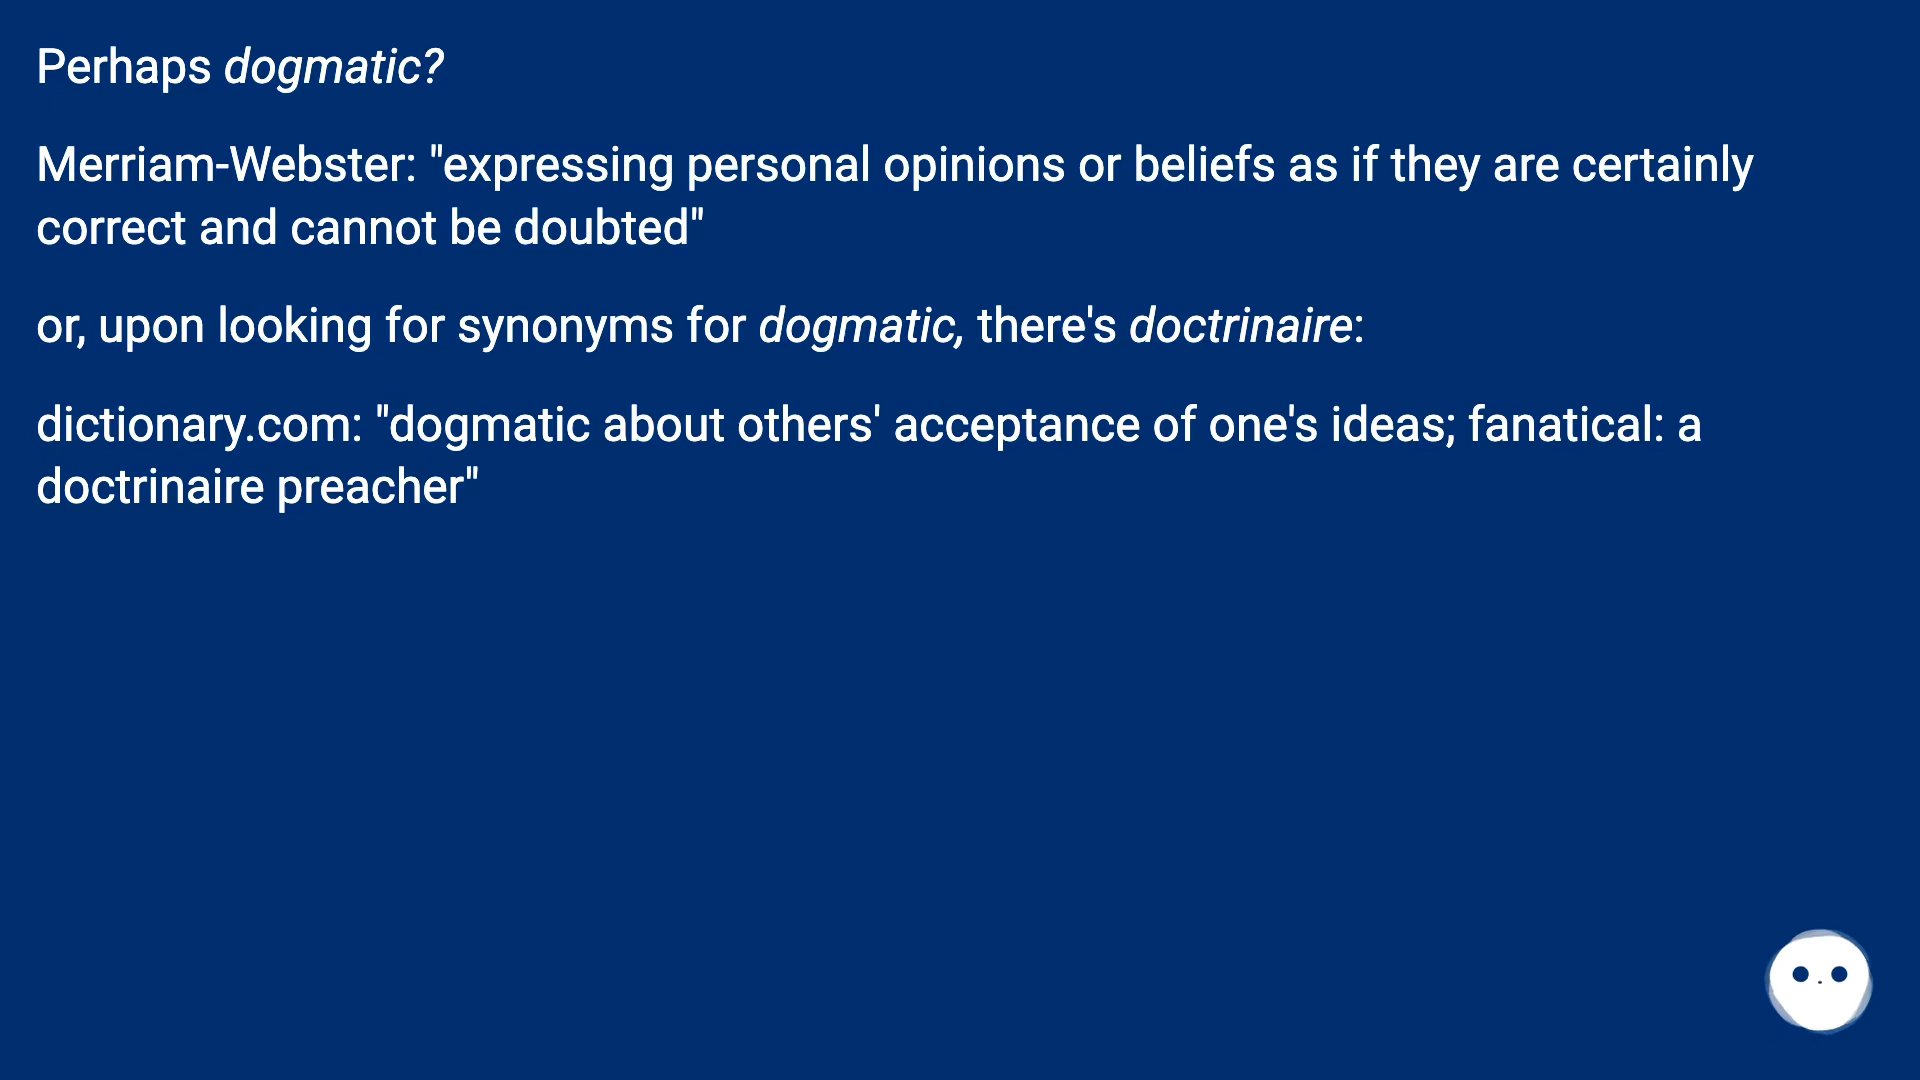 Perhaps dogmatic?
Merriam-Webster: "expressing personal opinions or beliefs as if they are certainly
correct and cannot be doubted"
or, upon looking for synonyms for dogmatic, there's doctrinaire:
dictionary.com: "dogmatic about others' acceptance of one's ideas; fanatical: a
doctrinaire preacher"